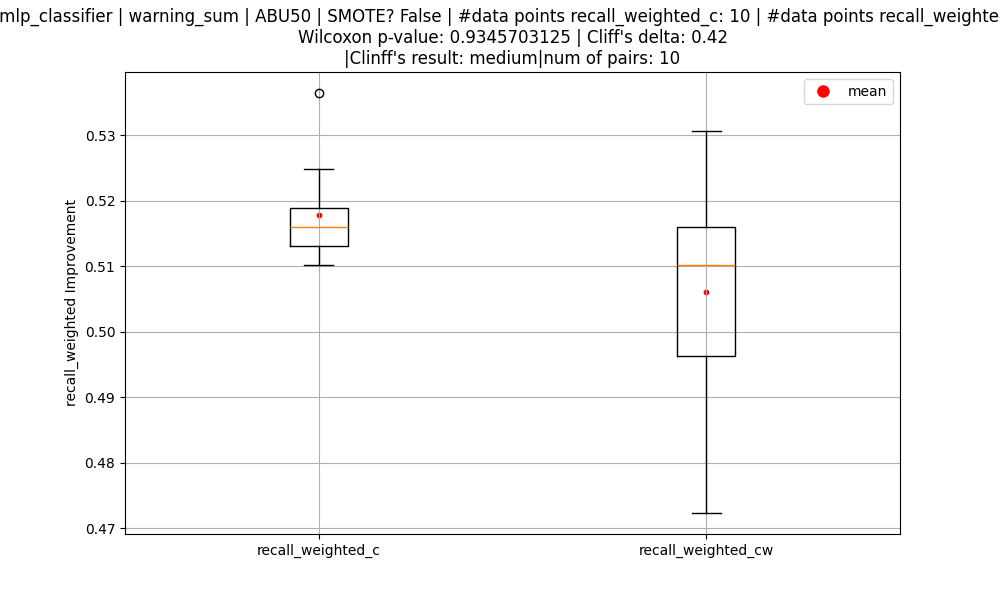 mlp_classifier | warning_sum | ABU50 | SMOTE? False | #data points recall_weighted_c: 10 | #data points recall_weighte
Wilcoxon p-value: 0.9345703125 | Cliff's delta: 0.42
|Clinff's result: medium|num of pairs: 10
mean
0.53
0.52
0.51
0.50
0.49
0.48
0.47
recall_weighted Improvement
recall_weighted_c
recall_weighted_cw